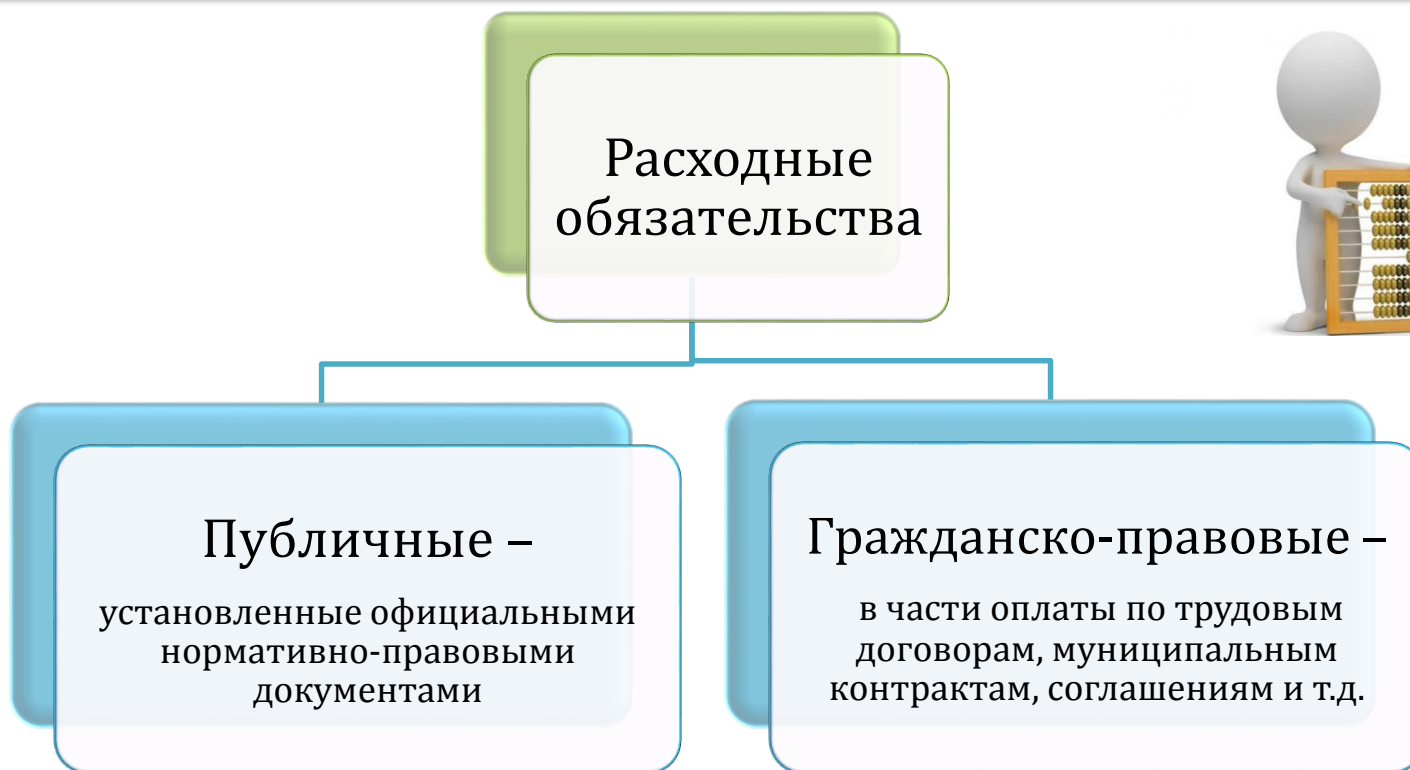 Расходные
обязательства
Публичные –
установленные официальными
нормативно-правовыми
документами
Гражданско-правовые –
в части оплаты по трудовым
договорам, муниципальным
контрактам, соглашениям и т.д.